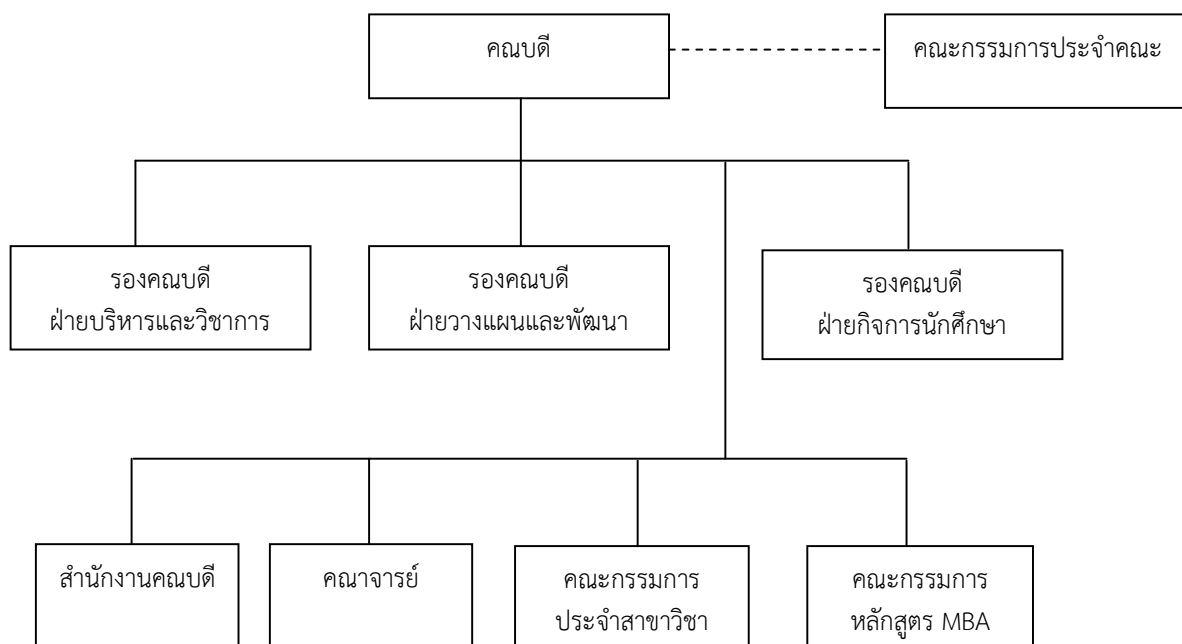 คณบดี
คณะกรรมการประจำคณะ
รองคณบดี
ฝ่ายบริหารและวิชาการ
รองคณบดี
ฝ่ายวางแผนและพัฒนา
รองคณบดี
ฝ่ายกิจการนักศึกษา
สำนักงานคณบดี
คณาจารย์
คณะกรรมการ
ประจำสาขาวิชา
คณะกรรมการ
หลักสูตร MBA